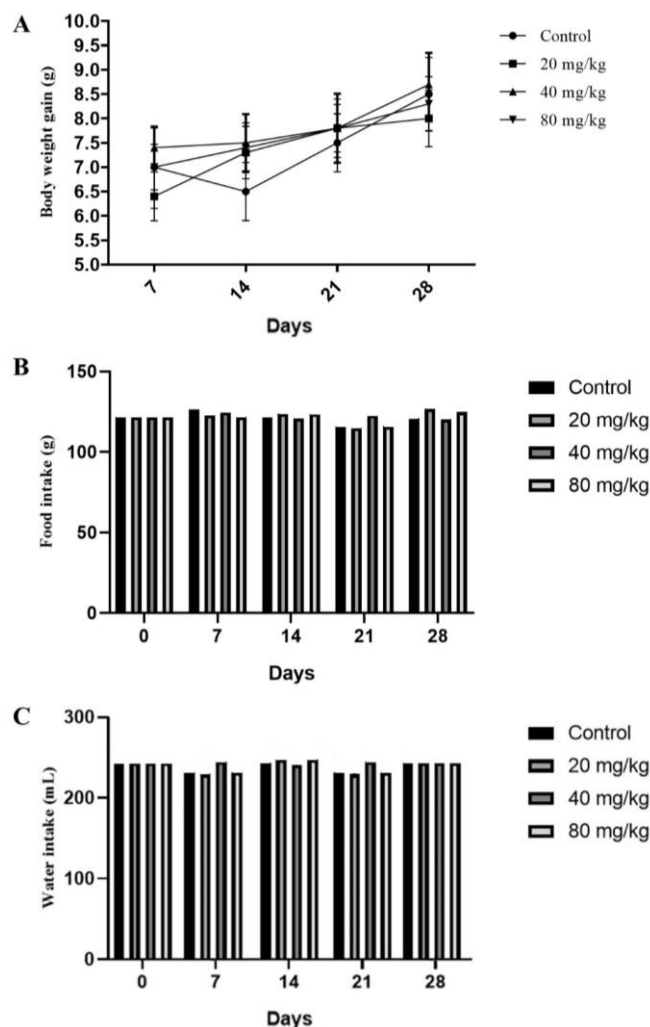 A
Body weight gain (g)
10.0
9.5
9.0
8.5
8.0
7.5
7.0
6.5
6.0
5.5
5.0
7
14
21
28
Days
Control
20 mg/kg
40 mg/kg
80 mg/kg
B
Food intake (g)
150
100
50
0
0
7
14
21
28
Days
Control
20 mg/kg
40 mg/kg
80 mg/kg
C
Water intake (mL)
300
200
100
0
0
7
14
21
28
Days
Control
20 mg/kg
40 mg/kg
80 mg/kg